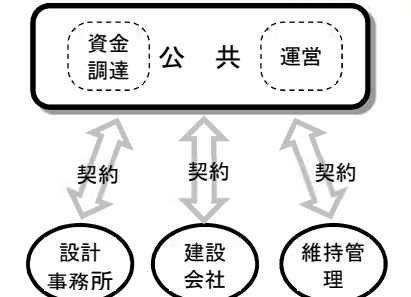 資金
調達
公 共
運営
契約
契約
契約
設計
事務所
建設
会社
維持管
理